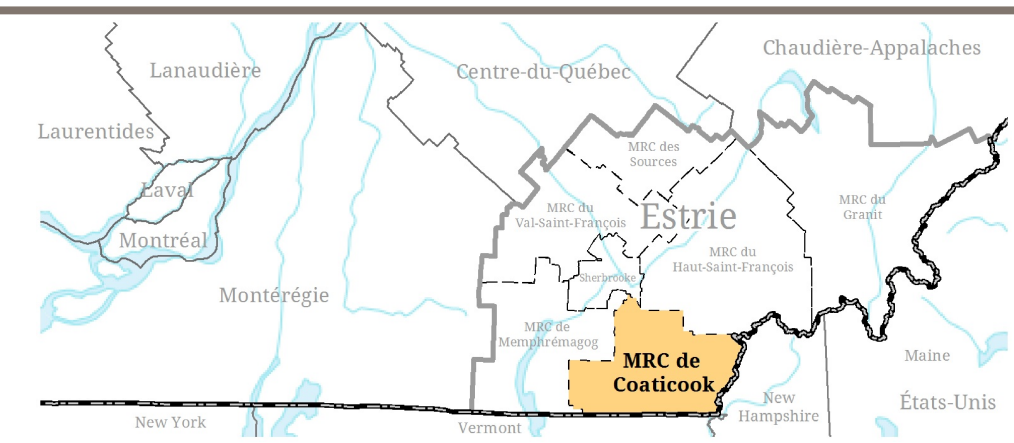 Chaudière-Appalaches
Lanaudière
Centre-du-Québec
Laurentides
MRC des
Sources
Laval
MRC du
Val-Saint-François
Estrie
MRC du
Granit
Montréal
MRC du
Haut-Saint-François
Sherbrooke
Montérégie
MRC de
Memphrémagog
MRC de
Coaticook
Maine
États-Unis
New
Hampshire
New York
Vermont